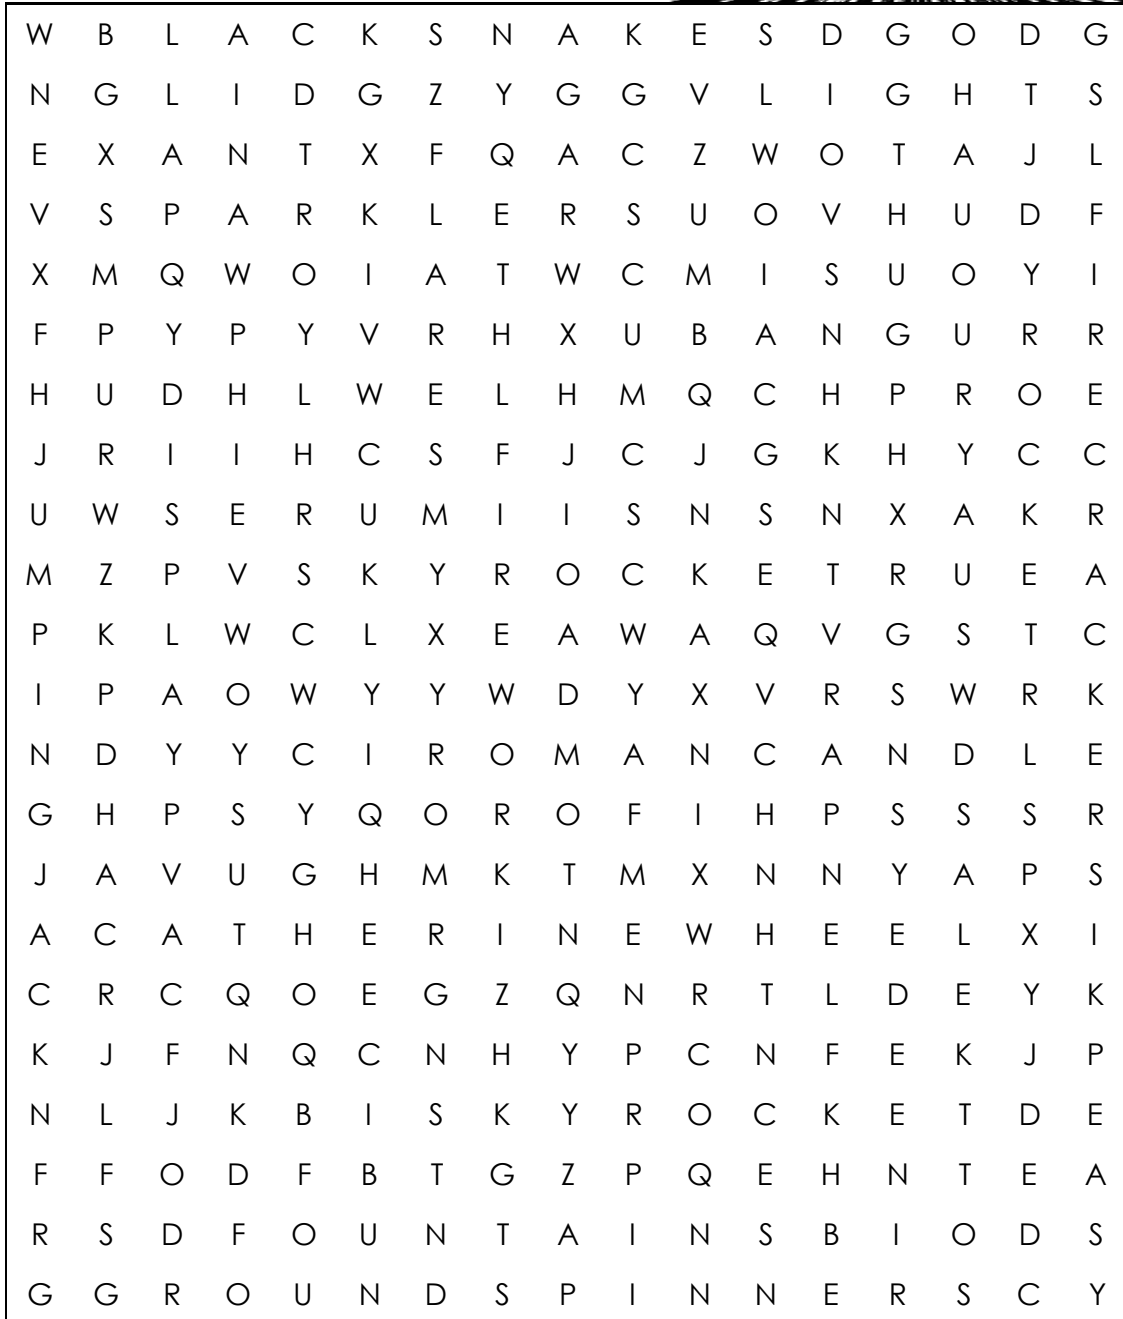 W B L A C K S N A K E S D G O D G
N G L I D G Z Y G G V L I G H T S
E X A N T X F Q A C Z W O T A J L
V S P A R K L E R S U O V H U D F
X M Q W O I A T W C M I S U O Y I
F P Y P Y V R H X U B A N G U R R
H U D H L W E L H M Q C H P R O E
J R I I H C S F J C J G K H Y C C
U W S E R U M I I S N S N X A K R
M Z P V S K Y R O C K E T R U E A
P K L W C L X E A W A Q V G S T C
I P A O W Y Y W D Y X V R S W R K
N D Y Y C I R O M A N C A N D L E
G H P S Y Q O R O F I H P S S S R
J A V U G H M K T M X N N Y A P S
A C A T H E R I N E W H E E L X I
C R C Q O E G Z Q N R T L D E Y K
K J F N Q C N H Y P C N F E K J P
N L J K B I S K Y R O C K E T D E
F F O D F B T G Z P Q E H N T E A
R S D F O U N T A I N S B I O D S
G G R O U N D S P I N N E R S C Y